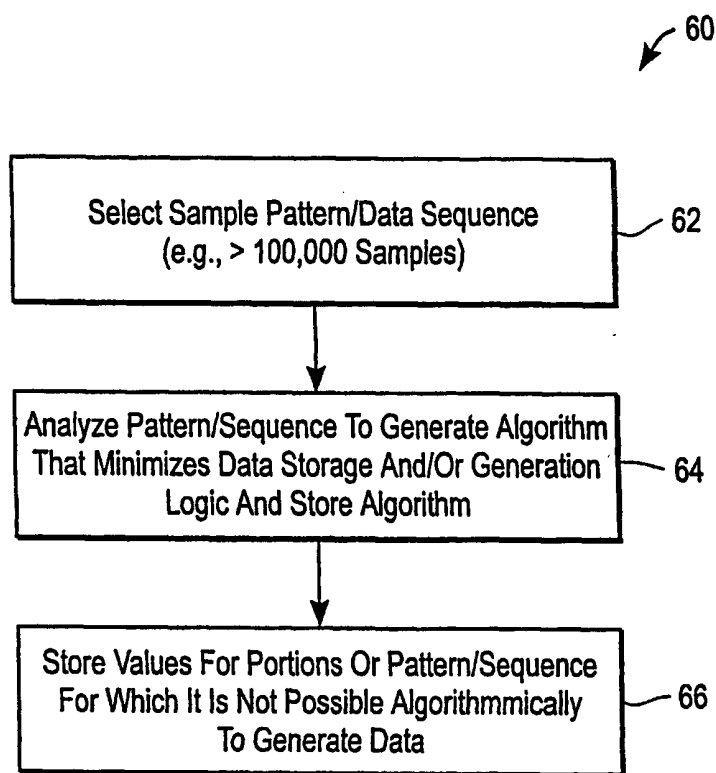 60
Select Sample Pattern/Data Sequence
(e.g., > 100,000 Samples)
62
Analyze Pattern/Sequence To Generate Algorithm
That Minimizes Data Storage And/Or Generation
Logic And Store Algorithm
64
Store Values For Portions Or Pattern/Sequence
For Which It Is Not Possible Algorithmmically
To Generate Data
66